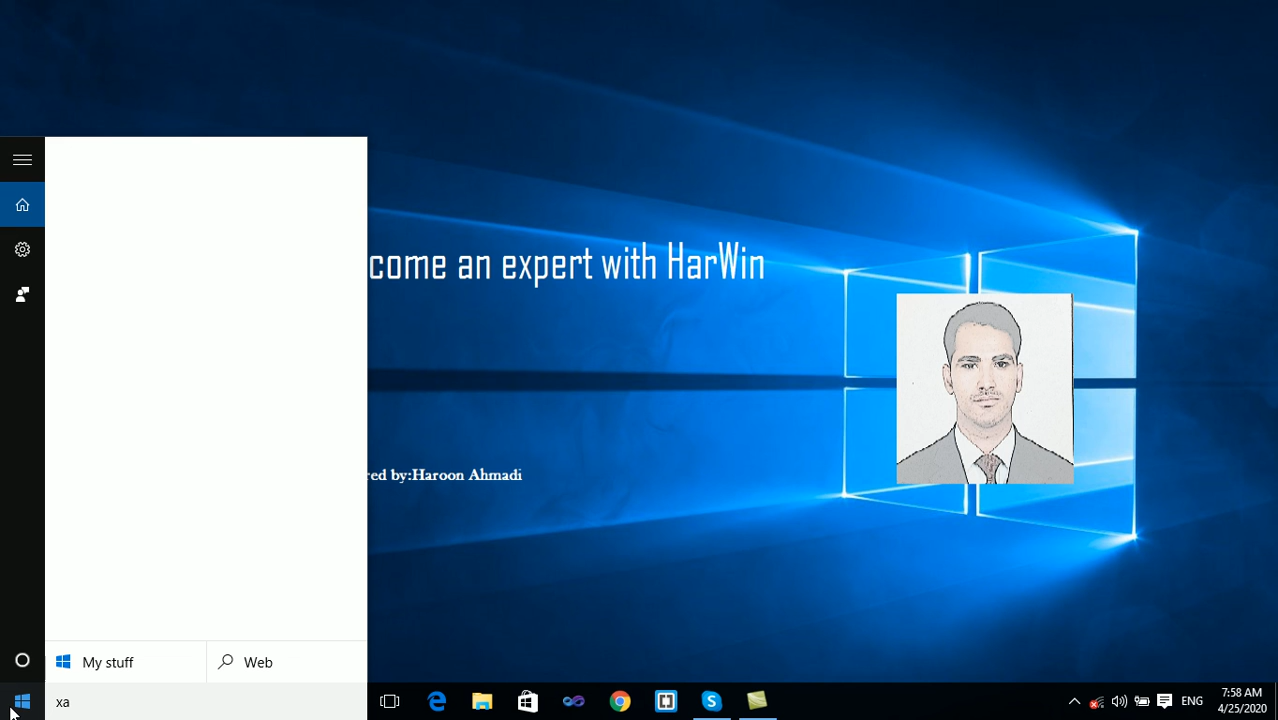 come an expert with HarWin
red by:Haroon Ahmadi
My stuff
Web
xa
ENG
7:58 AM
4/25/2020